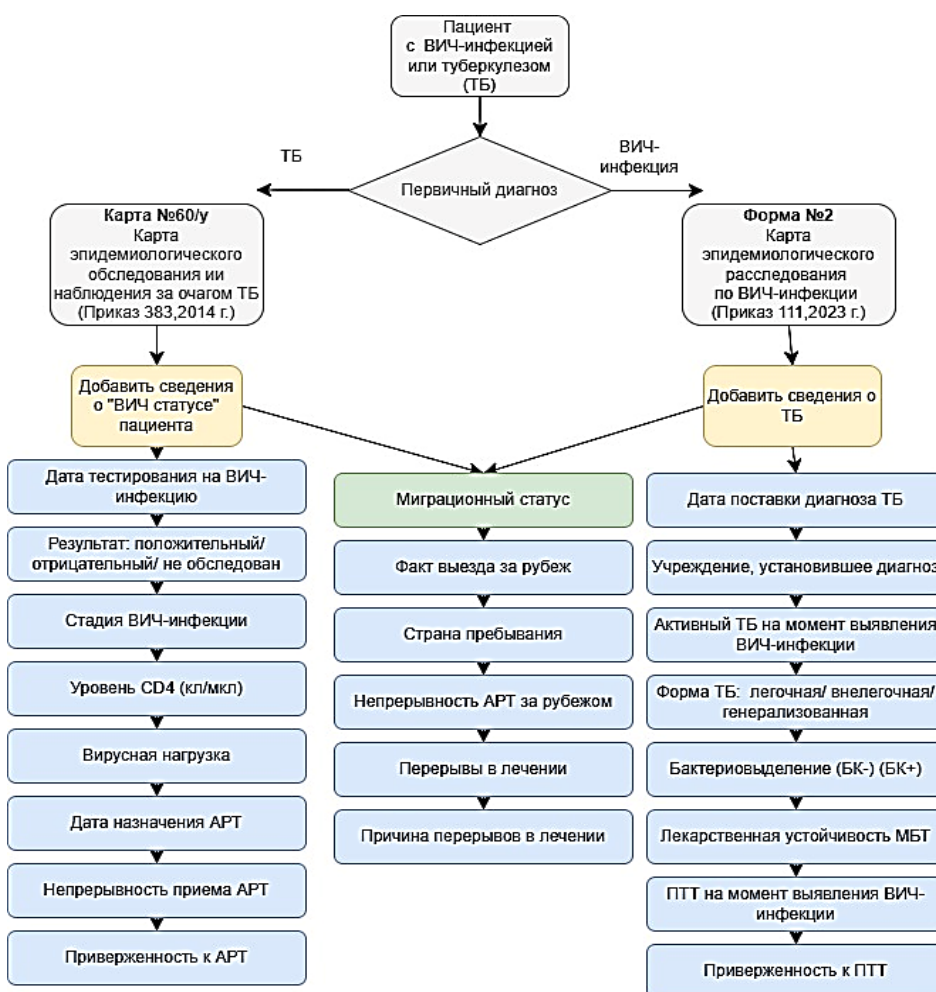 Пациент
с ВИЧ-инфекцией
или туберкулезом
(ТБ)
ТБ
ВИЧ-
инфекция
Первичный диагноз
Карта №60/у
Карта
эпидемиологического
обследования ии
наблюдения за очагом ТБ
(Приказ 383,2014 г.)
Форма №2
Карта
эпидемиологического
расследования
по ВИЧ-инфекции
(Приказ 111,2023 г.)
Добавить сведения
о "ВИЧ статусе"
пациента
Добавить сведения о
ТБ
Дата тестирования на ВИЧ-
инфекцию
Результат: положительный/
отрицательный/ не обследован
Стадия ВИЧ-инфекции
Уровень CD4 (кл/мкл)
Вирусная нагрузка
Дата назначения АРТ
Непрерывность приема АРТ
Приверженность к АРТ
Миграционный статус
Факт выезда за рубеж
Страна пребывания
Непрерывность АРТ за рубежом
Перерывы в лечении
Причина перерывов в лечении
Дата поставки диагноза ТБ
Учреждение, установившее диагноз
Активный ТБ на момент выявления
ВИЧ-инфекции
Форма ТБ: легочная/ внелегочная/
генерализованная
Бактериовыделение (БК-) (БК+)
Лекарственная устойчивость МБТ
ПТТ на момент выявления ВИЧ-
инфекции
Приверженность к ПТТ